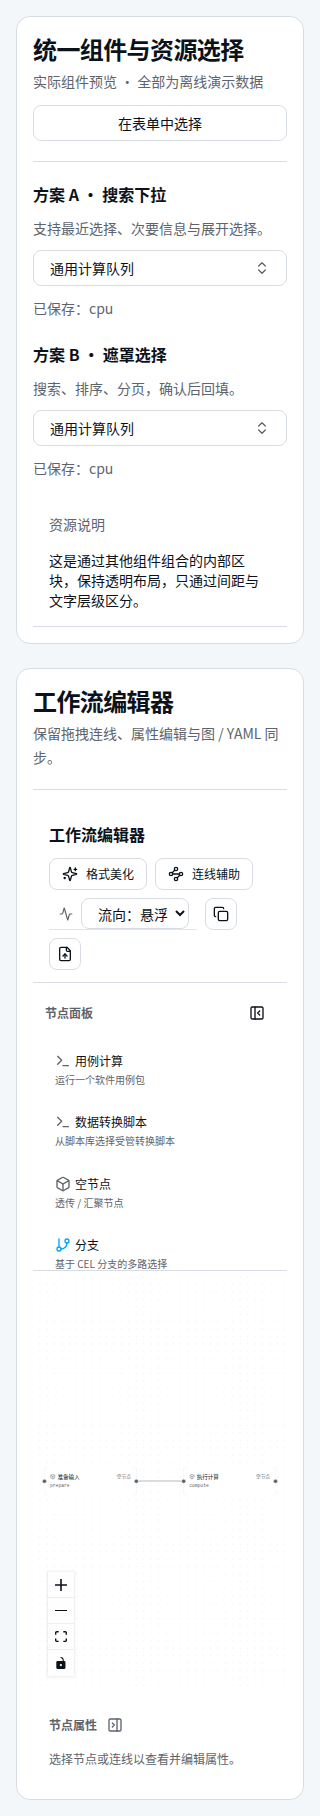 统一组件与资源选择
实际组件预览 · 全部为离线演示数据
在表单中选择
方案 A · 搜索下拉
支持最近选择、次要信息与展开选择。
通用计算队列
已保存：cpu
方案 B · 遮罩选择
搜索、排序、分页，确认后回填。
通用计算队列
已保存：cpu
资源说明
这是通过其他组件组合的内部区
块，保持透明布局，只通过间距与
文字层级区分。
工作流编辑器
保留拖拽连线、属性编辑与图 / YAML 同
步。
工作流编辑器
格式美化 连线辅助
流向：悬浮
节点面板
用例计算
运行一个软件用例包
数据转换脚本
从脚本库选择受管转换脚本
空节点
透传 / 汇聚节点
分支
基于 CEL 分支的多路选择
准备输入 空节点 执行计算 空节点
prepare compute
节点属性
选择节点或连线以查看并编辑属性。